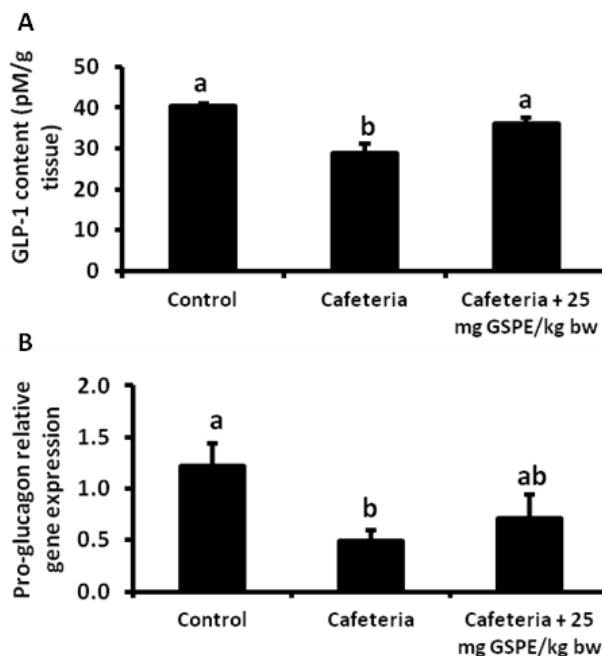 A
GLP-1 content (pM/g
tissue)
50
40
30
20
10
0
a
b
a
Control
Cafeteria
Cafeteria + 25
mg GSPE/kg bw
B
Pro-glucagon relative
gene expression
2.0
1.5
1.0
0.5
0.0
a
b
ab
Control
Cafeteria
Cafeteria + 25
mg GSPE/kg bw